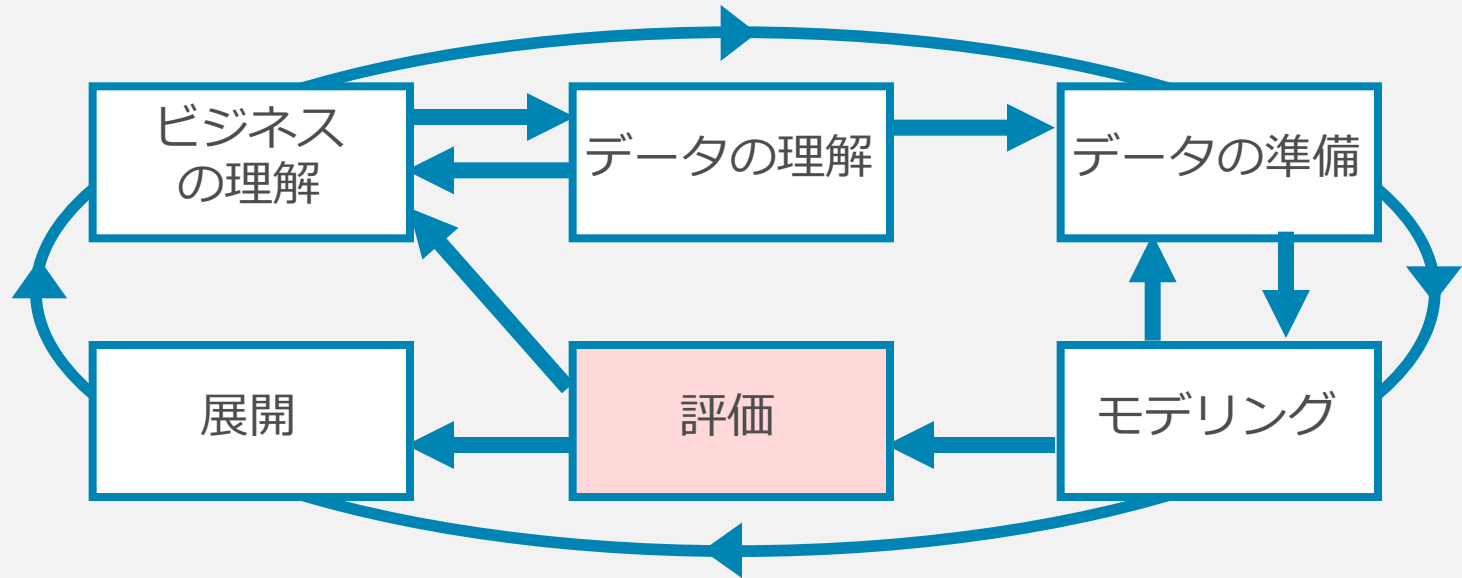 ビジネス
の理解
データの理解
データの準備
展開
評価
モデリング